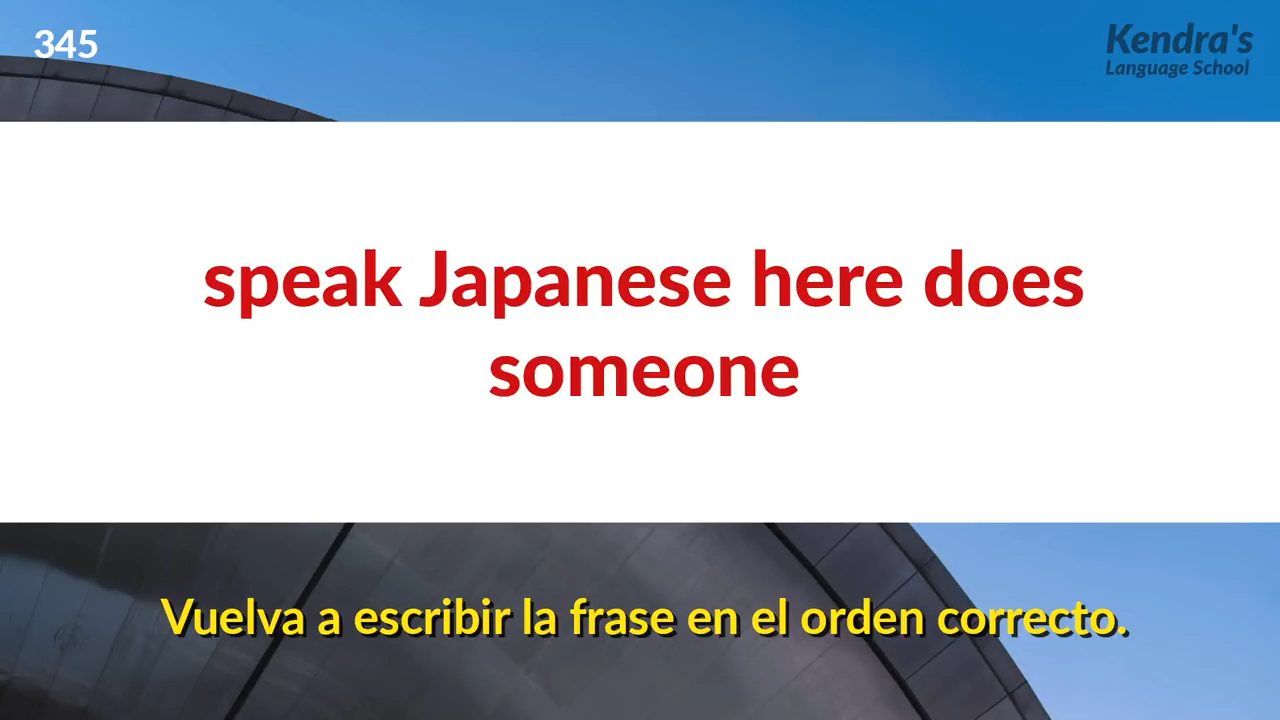 345
Kendra's
Language School
speak Japanese here does
someone
Vuelva a escribir la frase en el orden correcto.